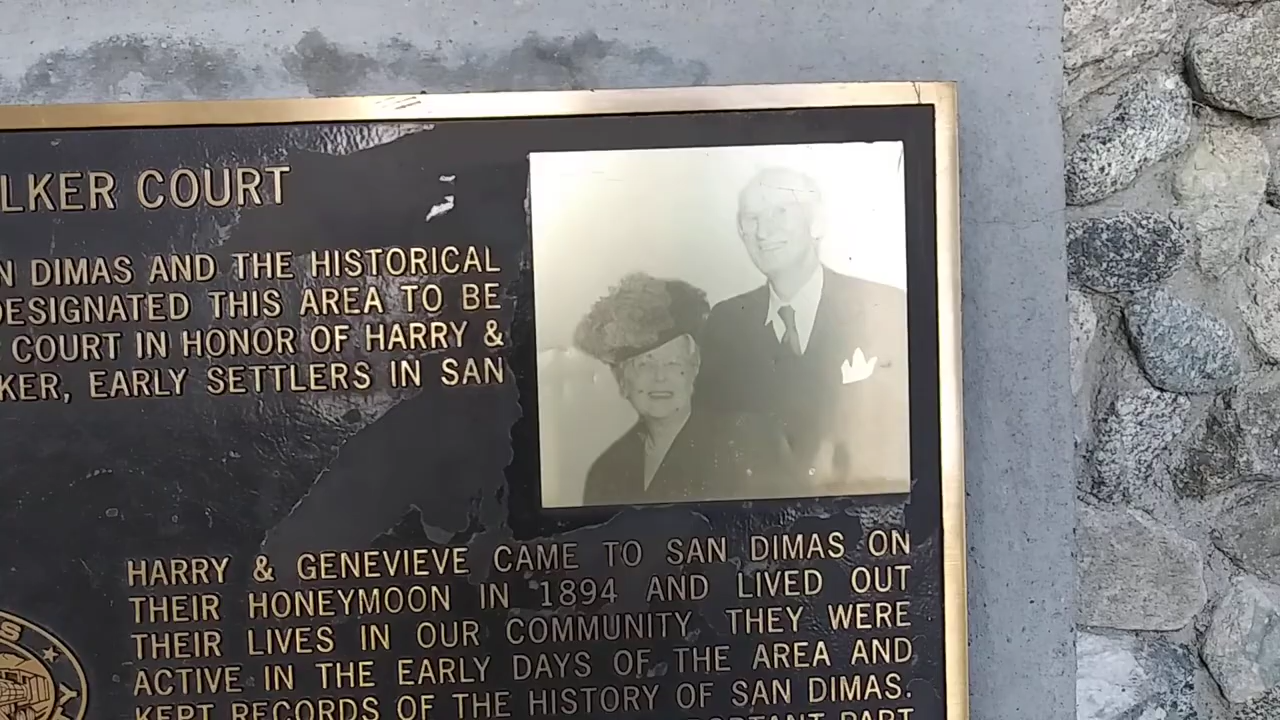 LKER COURT
N DIMAS AND THE HISTORICAL
DESIGNATED THIS AREA TO BE
COURT IN HONOR OF HARRY &
KER, EARLY SETTLERS IN SAN
HARRY & GENEVIEVE CAME TO SAN DIMAS ON
THEIR HONEYMOON IN 1894 AND LIVED OUT
THEIR LIVES IN OUR COMMUNITY THEY WERE
ACTIVE IN THE EARLY DAYS OF THE AREA AND
KEPT RECORDS OF THE HISTORY OF SAN DIMAS.
PART